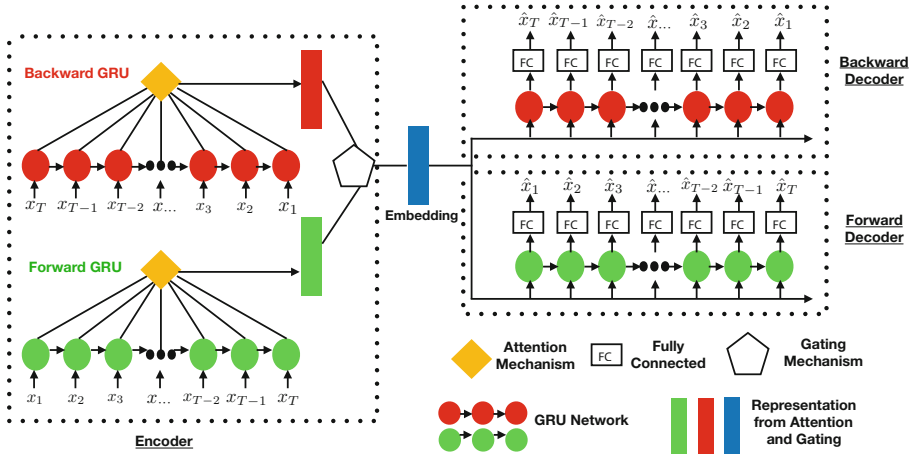 Backward GRU
x_T x_{T-1} x_{T-2} x... x_3 x_2 x_1
Forward GRU
x_1 x_2 x_3 x... x_{T-2} x_{T-1} x_T
Encoder
Embedding
x̂_T x̂_{T-1} x̂_{T-2} x̂... x̂_3 x̂_2 x̂_1
FC FC FC FC FC FC FC
Backward
Decoder
x̂_1 x̂_2 x̂_3 x̂... x̂_{T-2} x̂_{T-1} x̂_T
FC FC FC FC FC FC FC
Forward
Decoder
Attention
Mechanism
FC
Fully
Connected
Gating
Mechanism
GRU Network
Representation
from Attention
and Gating